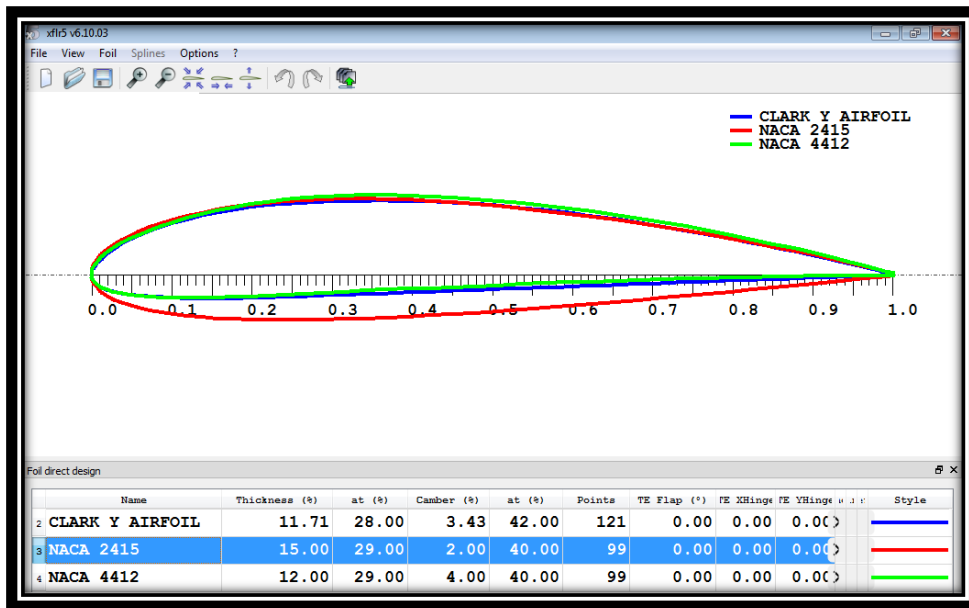 xflr5 v6.10.03
File View Foil Splines Options ?
CLARK Y AIRFOIL
NACA 2415
NACA 4412
0.0 0.1 0.2 0.3 0.4 0.5 0.6 0.7 0.8 0.9 1.0
Foil direct design
Name Thickness (%) at (%) Camber (%) at (%) Points TE Flap (°) TE XHinge TE YHinge Style
2 CLARK Y AIRFOIL 11.71 28.00 3.43 42.00 121 0.00 0.00 0.00
3 NACA 2415 15.00 29.00 2.00 40.00 99 0.00 0.00 0.00
4 NACA 4412 12.00 29.00 4.00 40.00 99 0.00 0.00 0.00